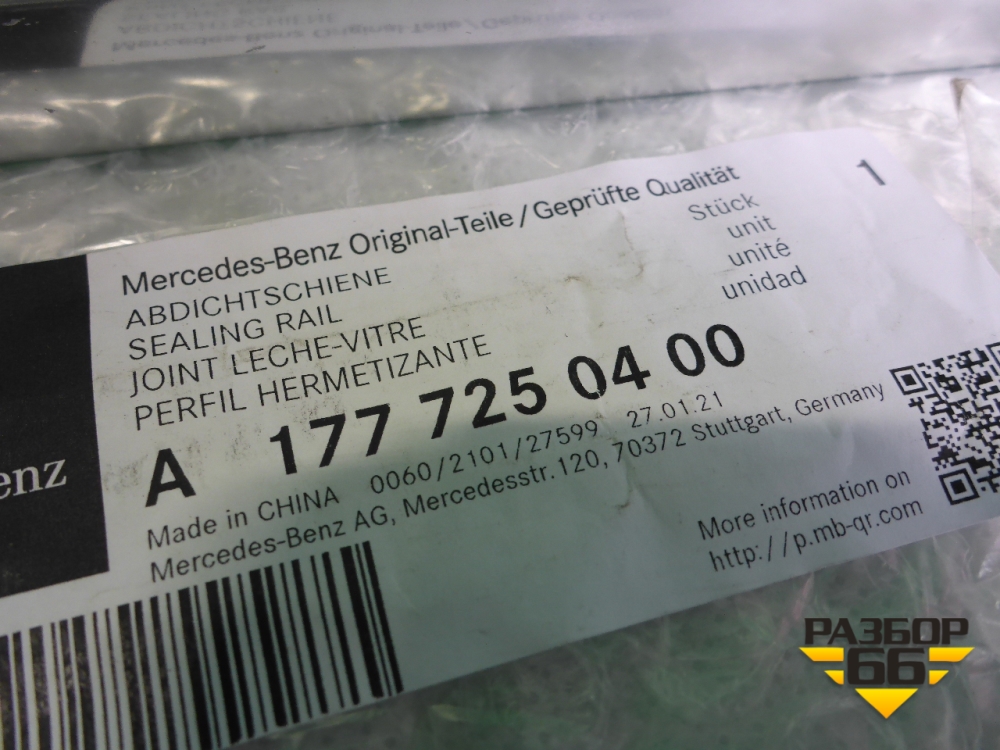 Mercedes-Benz Original-Teile / Geprüfte Qualität
ABDICHTSCHIENE
SEALING RAIL
JOINT LECHE-VITRE
PERFIL HERMETIZANTE
Stück
unit
unité
unidad
1
A 177 725 04 00
Made in CHINA 0060/2101/27599 27.01.21
Mercedes-Benz AG, Mercedesstr. 120, 70372 Stuttgart, Germany
More information on
http://p.mb-qr.com
enz
РАЗБОР
66